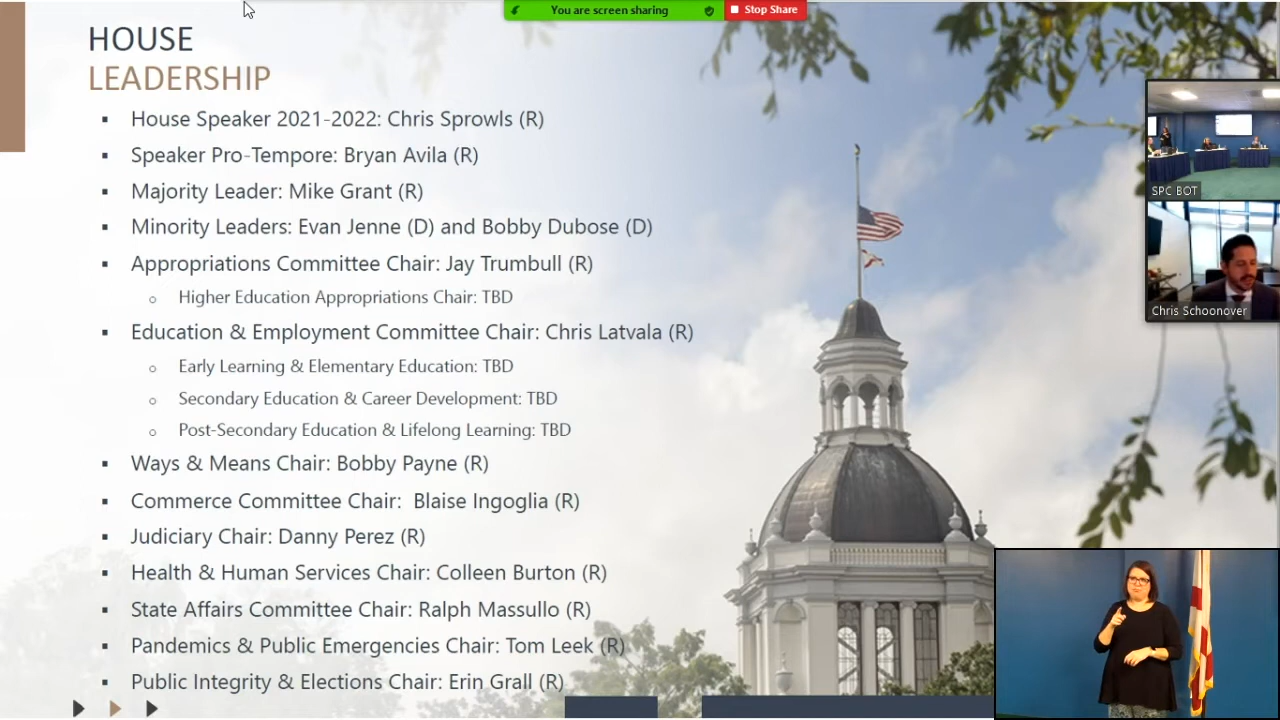 You are screen sharing
Stop Share
HOUSE
LEADERSHIP
House Speaker 2021-2022: Chris Sprowls (R)
Speaker Pro-Tempore: Bryan Avila (R)
Majority Leader: Mike Grant (R)
Minority Leaders: Evan Jenne (D) and Bobby Dubose (D)
Appropriations Committee Chair: Jay Trumbull (R)
Higher Education Appropriations Chair: TBD
Education & Employment Committee Chair: Chris Latvala (R)
Early Learning & Elementary Education: TBD
Secondary Education & Career Development: TBD
Post-Secondary Education & Lifelong Learning: TBD
Ways & Means Chair: Bobby Payne (R)
Commerce Committee Chair:  Blaise Ingoglia (R)
Judiciary Chair: Danny Perez (R)
Health & Human Services Chair: Colleen Burton (R)
State Affairs Committee Chair: Ralph Massullo (R)
Pandemics & Public Emergencies Chair: Tom Leek (R)
Public Integrity & Elections Chair: Erin Grall (R)
SPC BOT
Chris Schoonover